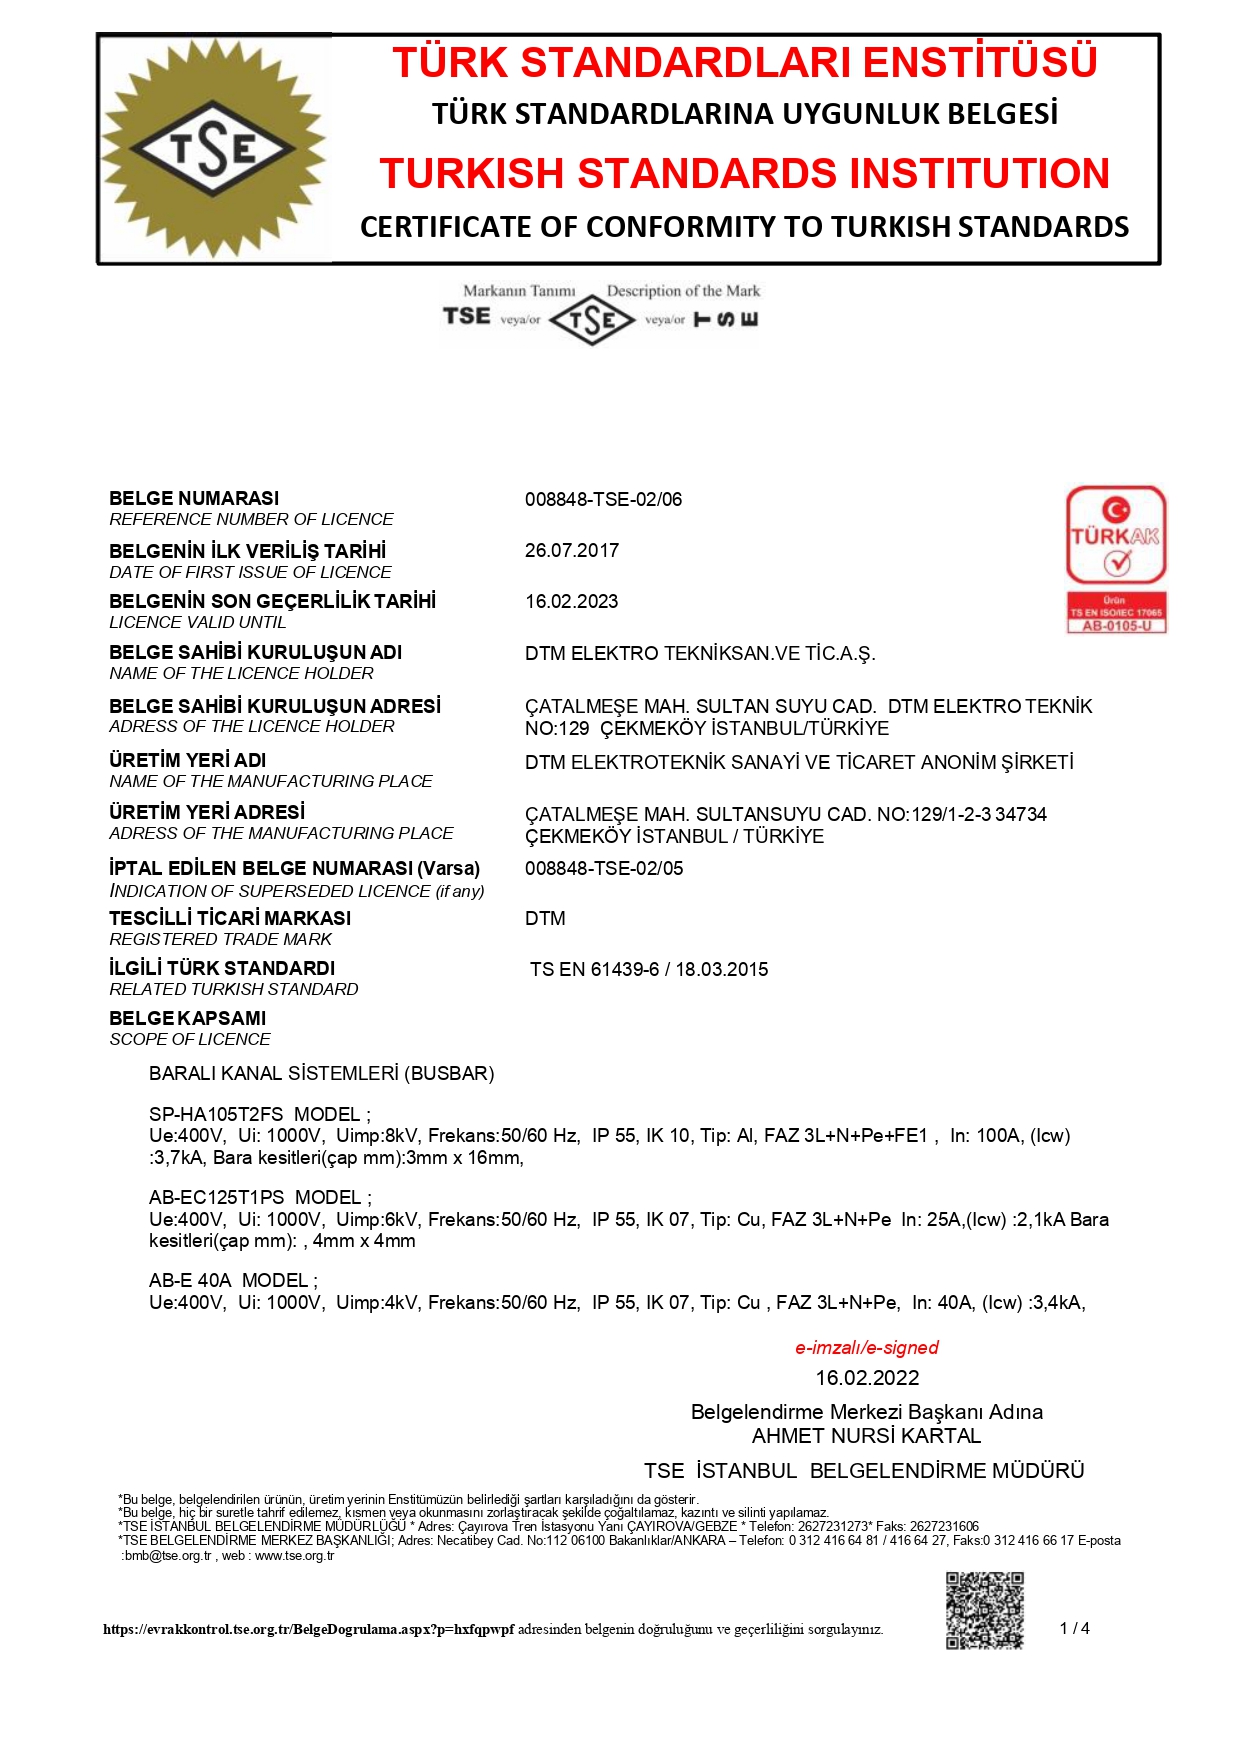 TSE
TÜRK STANDARDLARI ENSTİTÜSÜ
TÜRK STANDARDLARINA UYGUNLUK BELGESİ
TURKISH STANDARDS INSTITUTION
CERTIFICATE OF CONFORMITY TO TURKISH STANDARDS
Markanın Tanımı Description of the Mark
TSE veya/or TSE veya/or TSE
BELGE NUMARASI 008848-TSE-02/06
REFERENCE NUMBER OF LICENCE
BELGENİN İLK VERİLİŞ TARİHİ 26.07.2017
DATE OF FIRST ISSUE OF LICENCE
BELGENİN SON GEÇERLİLİK TARİHİ 16.02.2023
LICENCE VALID UNTIL
TÜRKAK
Ürün
TS EN ISO/IEC 17065
AB-0105-U
BELGE SAHİBİ KURULUŞUN ADI DTM ELEKTRO TEKNİKSAN.VE TİC.A.Ş.
NAME OF THE LICENCE HOLDER
BELGE SAHİBİ KURULUŞUN ADRESİ ÇATALMEŞE MAH. SULTAN SUYU CAD. DTM ELEKTRO TEKNİK
ADRESS OF THE LICENCE HOLDER NO:129 ÇEKMEKÖY İSTANBUL/TÜRKİYE
ÜRETİM YERİ ADI DTM ELEKTROTEKNİK SANAYİ VE TİCARET ANONİM ŞİRKETİ
NAME OF THE MANUFACTURING PLACE
ÜRETİM YERİ ADRESİ ÇATALMEŞE MAH. SULTANSUYU CAD. NO:129/1-2-3 34734
ADRESS OF THE MANUFACTURING PLACE ÇEKMEKÖY İSTANBUL / TÜRKİYE
İPTAL EDİLEN BELGE NUMARASI (Varsa) 008848-TSE-02/05
INDICATION OF SUPERSEDED LICENCE (if any)
TESCİLLİ TİCARİ MARKASI DTM
REGISTERED TRADE MARK
İLGİLİ TÜRK STANDARDI TS EN 61439-6 / 18.03.2015
RELATED TURKISH STANDARD
BELGE KAPSAMI
SCOPE OF LICENCE
BARALI KANAL SİSTEMLERİ (BUSBAR)
SP-HA105T2FS MODEL ;
Ue:400V, Ui: 1000V, Uimp:8kV, Frekans:50/60 Hz, IP 55, IK 10, Tip: Al, FAZ 3L+N+Pe+FE1 , In: 100A, (Icw)
:3,7kA, Bara kesitleri(çap mm):3mm x 16mm,
AB-EC125T1PS MODEL ;
Ue:400V, Ui: 1000V, Uimp:6kV, Frekans:50/60 Hz, IP 55, IK 07, Tip: Cu, FAZ 3L+N+Pe In: 25A,(Icw) :2,1kA Bara
kesitleri(çap mm): , 4mm x 4mm
AB-E 40A MODEL ;
Ue:400V, Ui: 1000V, Uimp:4kV, Frekans:50/60 Hz, IP 55, IK 07, Tip: Cu , FAZ 3L+N+Pe, In: 40A, (Icw) :3,4kA,
e-imzalı/e-signed
16.02.2022
Belgelendirme Merkezi Başkanı Adına
AHMET NURSİ KARTAL
TSE İSTANBUL BELGELENDİRME MÜDÜRÜ
*Bu belge, belgelendirilen ürünün, üretim yerinin Enstitümüzün belirlediği şartları karşıladığını da gösterir.
*Bu belge, hiç bir suretle tahrif edilemez, kısmen veya okunmasını zorlaştıracak şekilde çoğaltılamaz, kazıntı ve silinti yapılamaz.
*TSE İSTANBUL BELGELENDİRME MÜDÜRLÜĞÜ * Adres: Çayırova Tren İstasyonu Yanı ÇAYIROVA/GEBZE * Telefon: 2627231273* Faks: 2627231606
*TSE BELGELENDİRME MERKEZ BAŞKANLIĞI; Adres: Necatibey Cad. No:112 06100 Bakanlıklar/ANKARA – Telefon: 0 312 416 64 81 / 416 64 27, Faks:0 312 416 66 17 E-posta
:bmb@tse.org.tr , web : www.tse.org.tr
https://evrakkontrol.tse.org.tr/BelgeDogrulama.aspx?p=hxfqpwpf adresinden belgenin doğruluğunu ve geçerliliğini sorgulayınız.
1 / 4